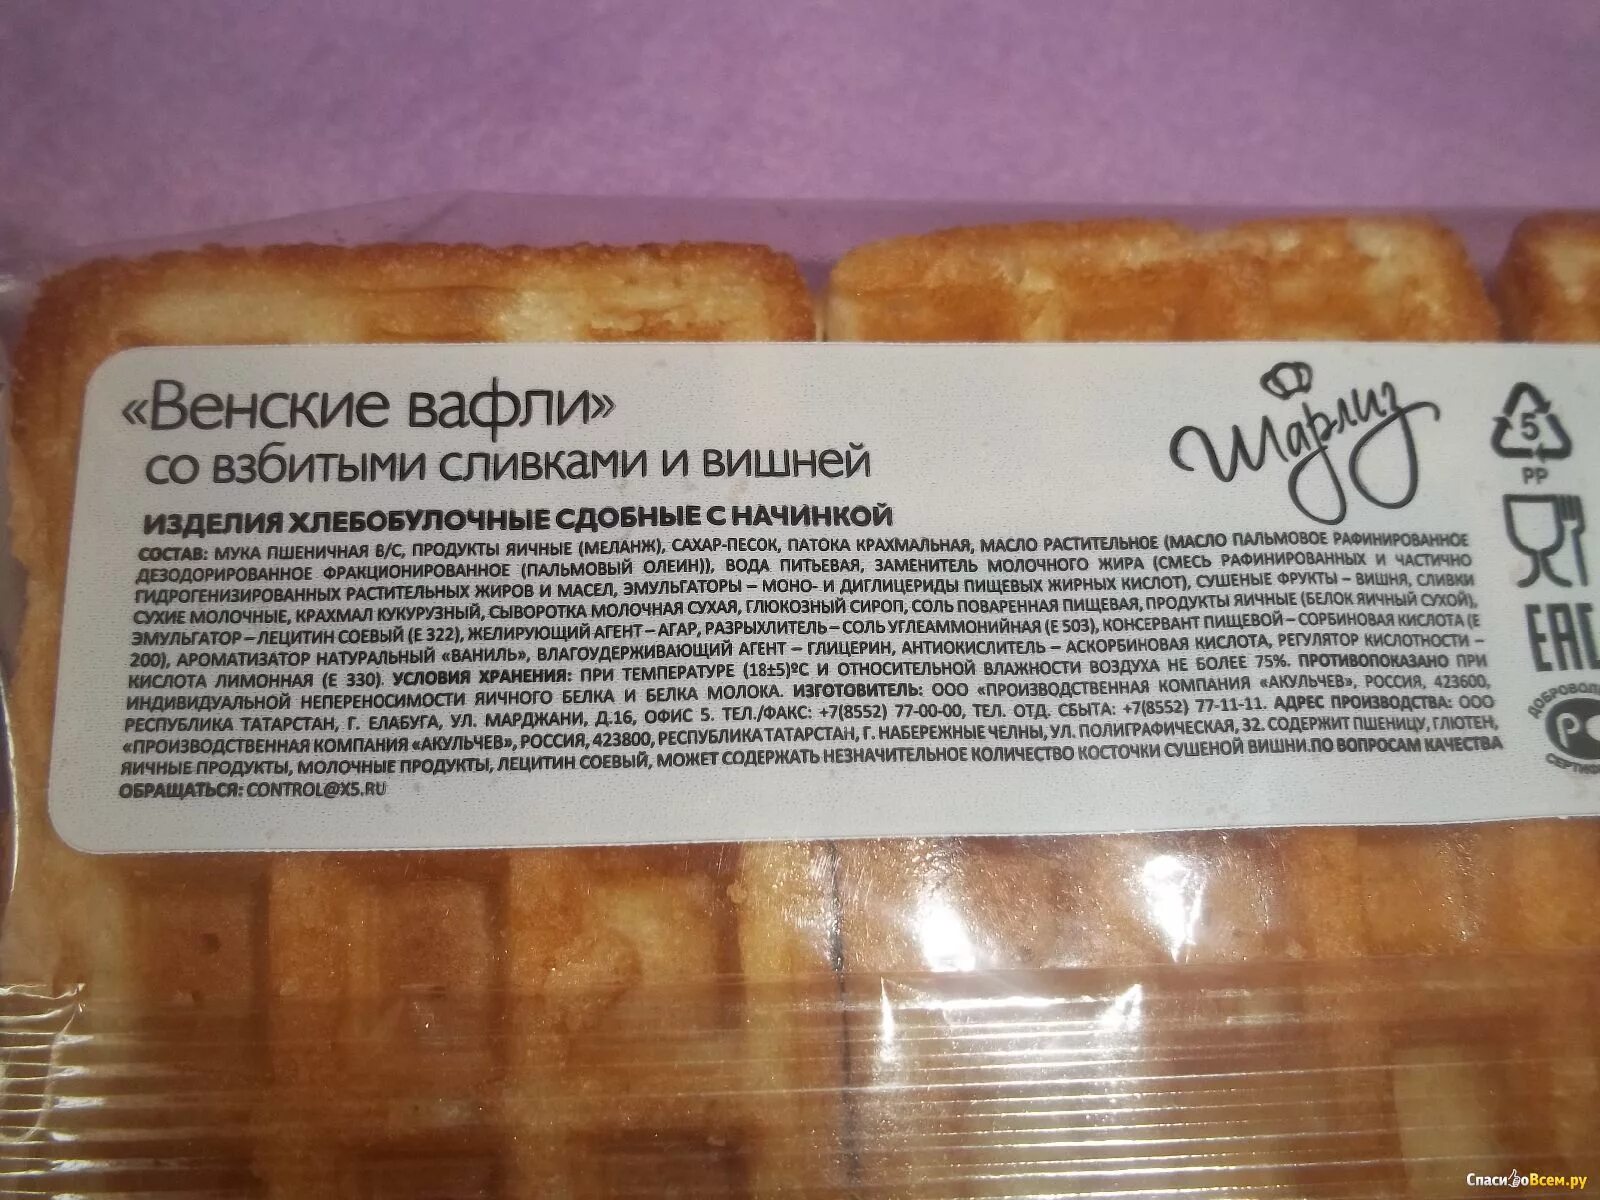 «Венские вафли»
со взбитыми сливками и вишней
Шарлиз
5
PP
ИЗДЕЛИЯ ХЛЕБОБУЛОЧНЫЕ СДОБНЫЕ С НАЧИНКОЙ
СОСТАВ: МУКА ПШЕНИЧНАЯ В/С, ПРОДУКТЫ ЯИЧНЫЕ (МЕЛАНЖ), САХАР-ПЕСОК, ПАТОКА КРАХМАЛЬНАЯ, МАСЛО РАСТИТЕЛЬНОЕ (МАСЛО ПАЛЬМОВОЕ РАФИНИРОВАННОЕ
ДЕЗОДОРИРОВАННОЕ ФРАКЦИОНИРОВАННОЕ (ПАЛЬМОВЫЙ ОЛЕИН)), ВОДА ПИТЬЕВАЯ, ЗАМЕНИТЕЛЬ МОЛОЧНОГО ЖИРА (СМЕСЬ РАФИНИРОВАННЫХ И ЧАСТИЧНО
ГИДРОГЕНИЗИРОВАННЫХ РАСТИТЕЛЬНЫХ ЖИРОВ И МАСЕЛ, ЭМУЛЬГАТОРЫ – МОНО- И ДИГЛИЦЕРИДЫ ПИЩЕВЫХ ЖИРНЫХ КИСЛОТ), СУШЕНЫЕ ФРУКТЫ – ВИШНЯ, СЛИВКИ
СУХИЕ МОЛОЧНЫЕ, КРАХМАЛ КУКУРУЗНЫЙ, СЫВОРОТКА МОЛОЧНАЯ СУХАЯ, ГЛЮКОЗНЫЙ СИРОП, СОЛЬ ПОВАРЕННАЯ ПИЩЕВАЯ, ПРОДУКТЫ ЯИЧНЫЕ (БЕЛОК ЯИЧНЫЙ СУХОЙ),
ЭМУЛЬГАТОР – ЛЕЦИТИН СОЕВЫЙ (Е 322), ЖЕЛИРУЮЩИЙ АГЕНТ – АГАР, РАЗРЫХЛИТЕЛЬ – СОЛЬ УГЛЕАММОНИЙНАЯ (Е 503), КОНСЕРВАНТ ПИЩЕВОЙ – СОРБИНОВАЯ КИСЛОТА (Е
200), АРОМАТИЗАТОР НАТУРАЛЬНЫЙ «ВАНИЛЬ», ВЛАГОУДЕРЖИВАЮЩИЙ АГЕНТ – ГЛИЦЕРИН, АНТИОКИСЛИТЕЛЬ – АСКОРБИНОВАЯ КИСЛОТА, РЕГУЛЯТОР КИСЛОТНОСТИ –
КИСЛОТА ЛИМОННАЯ (Е 330). УСЛОВИЯ ХРАНЕНИЯ: ПРИ ТЕМПЕРАТУРЕ (18±5)ºС И ОТНОСИТЕЛЬНОЙ ВЛАЖНОСТИ ВОЗДУХА НЕ БОЛЕЕ 75%. ПРОТИВОПОКАЗАНО ПРИ
ИНДИВИДУАЛЬНОЙ НЕПЕРЕНОСИМОСТИ ЯИЧНОГО БЕЛКА И БЕЛКА МОЛОКА. ИЗГОТОВИТЕЛЬ: ООО «ПРОИЗВОДСТВЕННАЯ КОМПАНИЯ «АКУЛЬЧЕВ», РОССИЯ, 423600,
РЕСПУБЛИКА ТАТАРСТАН, Г. ЕЛАБУГА, УЛ. МАРДЖАНИ, Д.16, ОФИС 5. ТЕЛ./ФАКС: +7(8552) 77-00-00, ТЕЛ. ОТД. СБЫТА: +7(8552) 77-11-11. АДРЕС ПРОИЗВОДСТВА: ООО
«ПРОИЗВОДСТВЕННАЯ КОМПАНИЯ «АКУЛЬЧЕВ», РОССИЯ, 423800, РЕСПУБЛИКА ТАТАРСТАН, Г. НАБЕРЕЖНЫЕ ЧЕЛНЫ, УЛ. ПОЛИГРАФИЧЕСКАЯ, 32. СОДЕРЖИТ ПШЕНИЦУ, ГЛЮТЕН,
ЯИЧНЫЕ ПРОДУКТЫ, МОЛОЧНЫЕ ПРОДУКТЫ, ЛЕЦИТИН СОЕВЫЙ, МОЖЕТ СОДЕРЖАТЬ НЕЗНАЧИТЕЛЬНОЕ КОЛИЧЕСТВО КОСТОЧКИ СУШЕНОЙ ВИШНИ.ПО ВОПРОСАМ КАЧЕСТВА
ОБРАЩАТЬСЯ: CONTROL@X5.RU
EAC
СпасибоВсем.ру